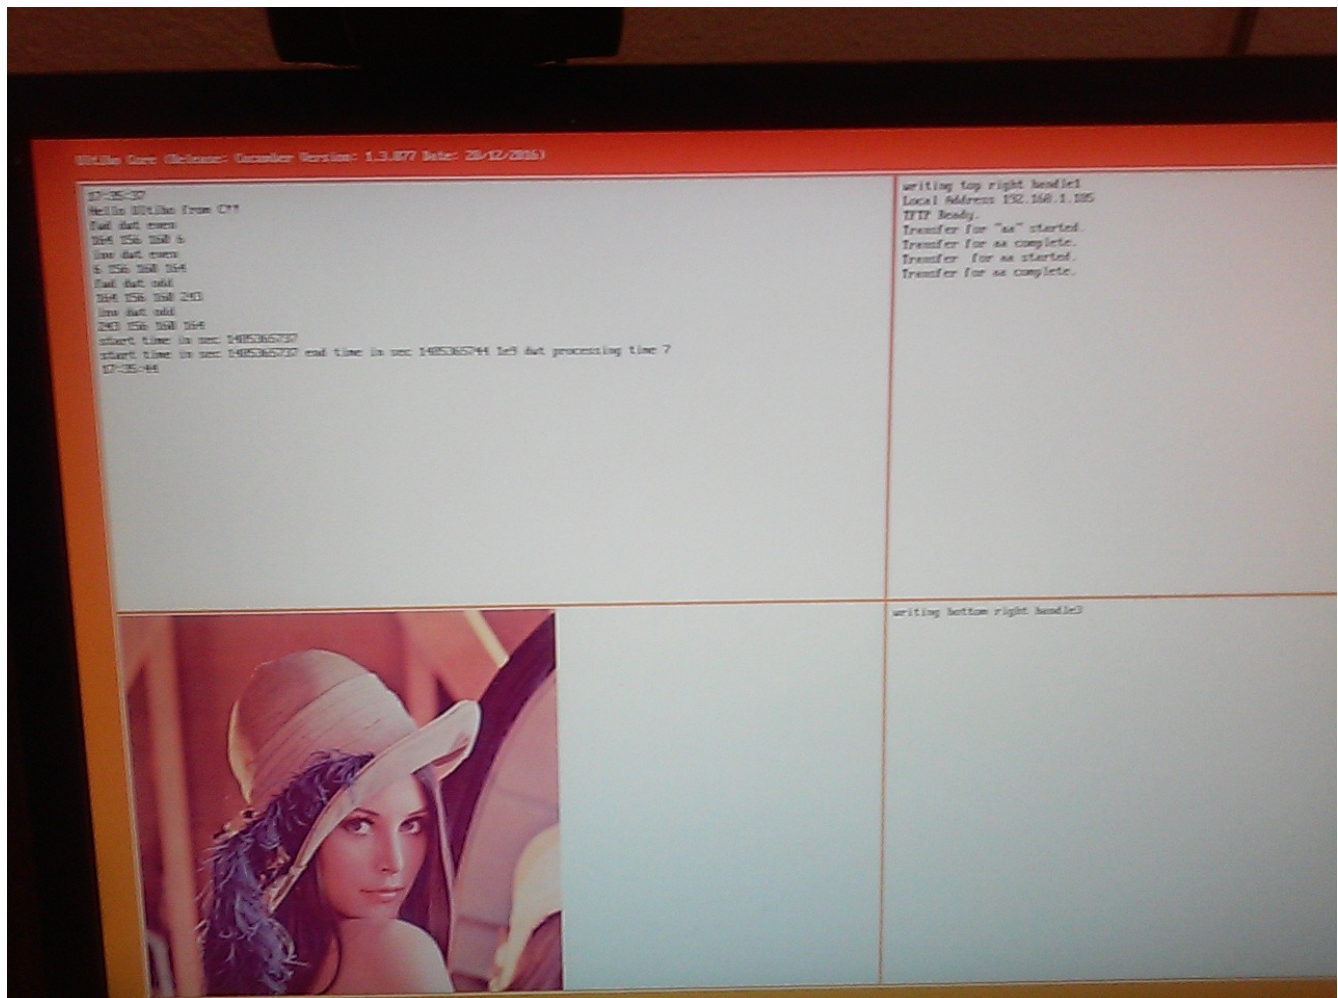 Ultibo Core (Release: Cucumber Version: 1.3.077 Date: 20/12/2016)
17:35:37
Hello Ultibo from C!!
fwd dwt even
164 156 160 6
inv dwt even
6 156 160 164
fwd dwt odd
164 156 160 243
inv dwt odd
243 156 160 164
start time in sec 1485365737
start time in sec 1485365737 end time in sec 1485365744 1e9 dwt processing time 7
17:35:44
writing top right handle1
Local Address 192.168.1.185
TFTP Ready.
Transfer for "aa" started.
Transfer for aa complete.
Transfer  for aa started.
Transfer for aa complete.
writing bottom right handle3